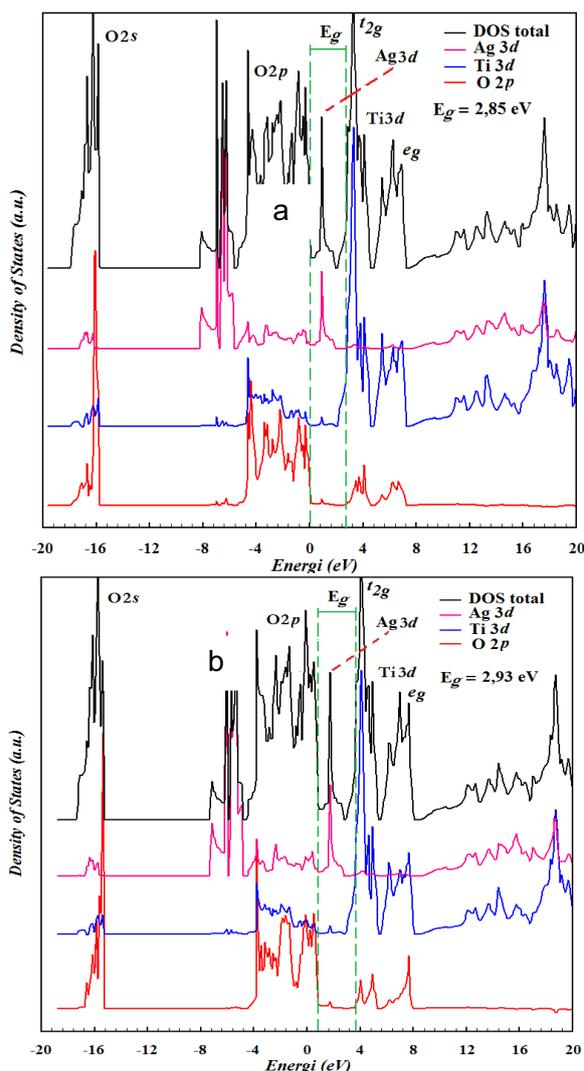 t2g
O2s
Eg
DOS total
Ag 3d
Ti 3d
O 2p
O2p
Ag3d
Eg = 2,85 eV
Ti3d
eg
a
Density of States (a.u.)
-20 -16 -12 -8 -4 0 4 8 12 16 20
Energi (eV)
t2g
O2s
Eg
DOS total
Ag 3d
Ti 3d
O 2p
O2p
Ag3d
b
Ti3d
Eg = 2,93 eV
eg
Density of States (a.u.)
-20 -16 -12 -8 -4 0 4 8 12 16 20
Energi (eV)